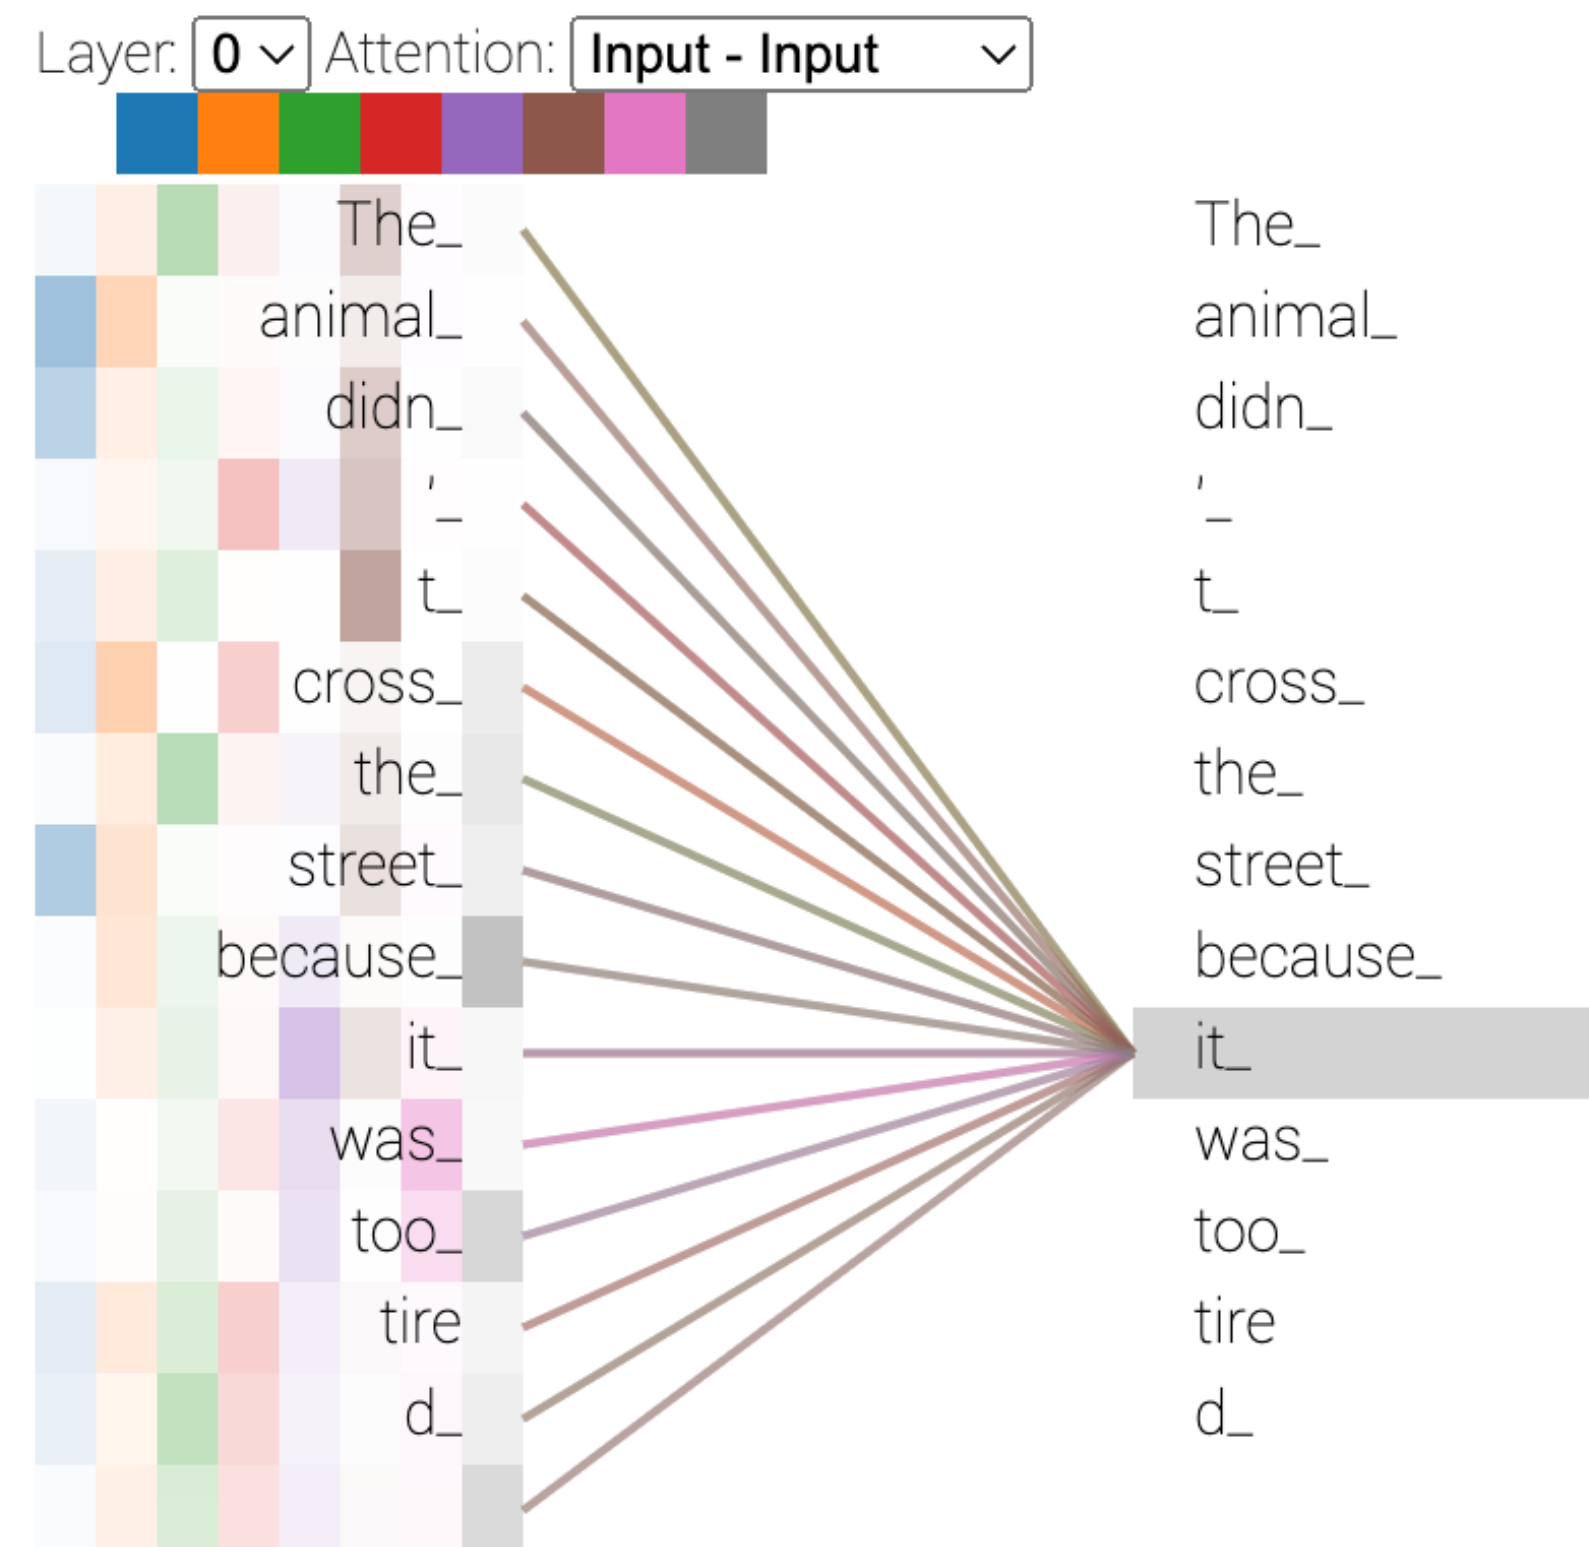 Layer: 0 Attention: Input - Input
The_ The_
animal_ animal_
didn_ didn_
'_ '_
t_ t_
cross_ cross_
the_ the_
street_ street_
because_ because_
it_ it_
was_ was_
too_ too_
tire tire
d_ d_